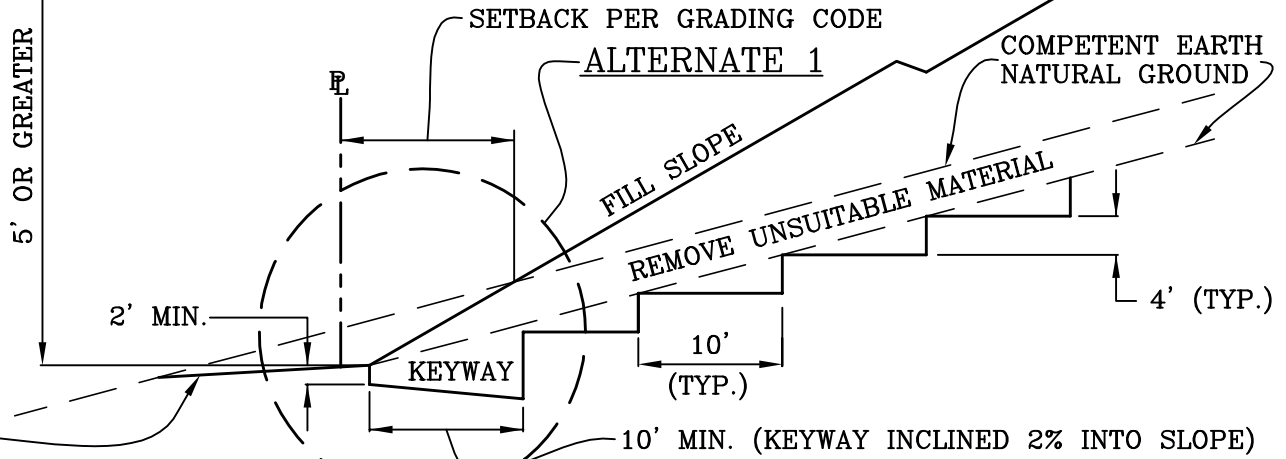 SETBACK PER GRADING CODE
ALTERNATE 1
COMPETENT EARTH
NATURAL GROUND
5' OR GREATER
PL
FILL SLOPE
REMOVE UNSUITABLE MATERIAL
2' MIN.
KEYWAY
10'
(TYP.)
4' (TYP.)
10' MIN. (KEYWAY INCLINED 2% INTO SLOPE)